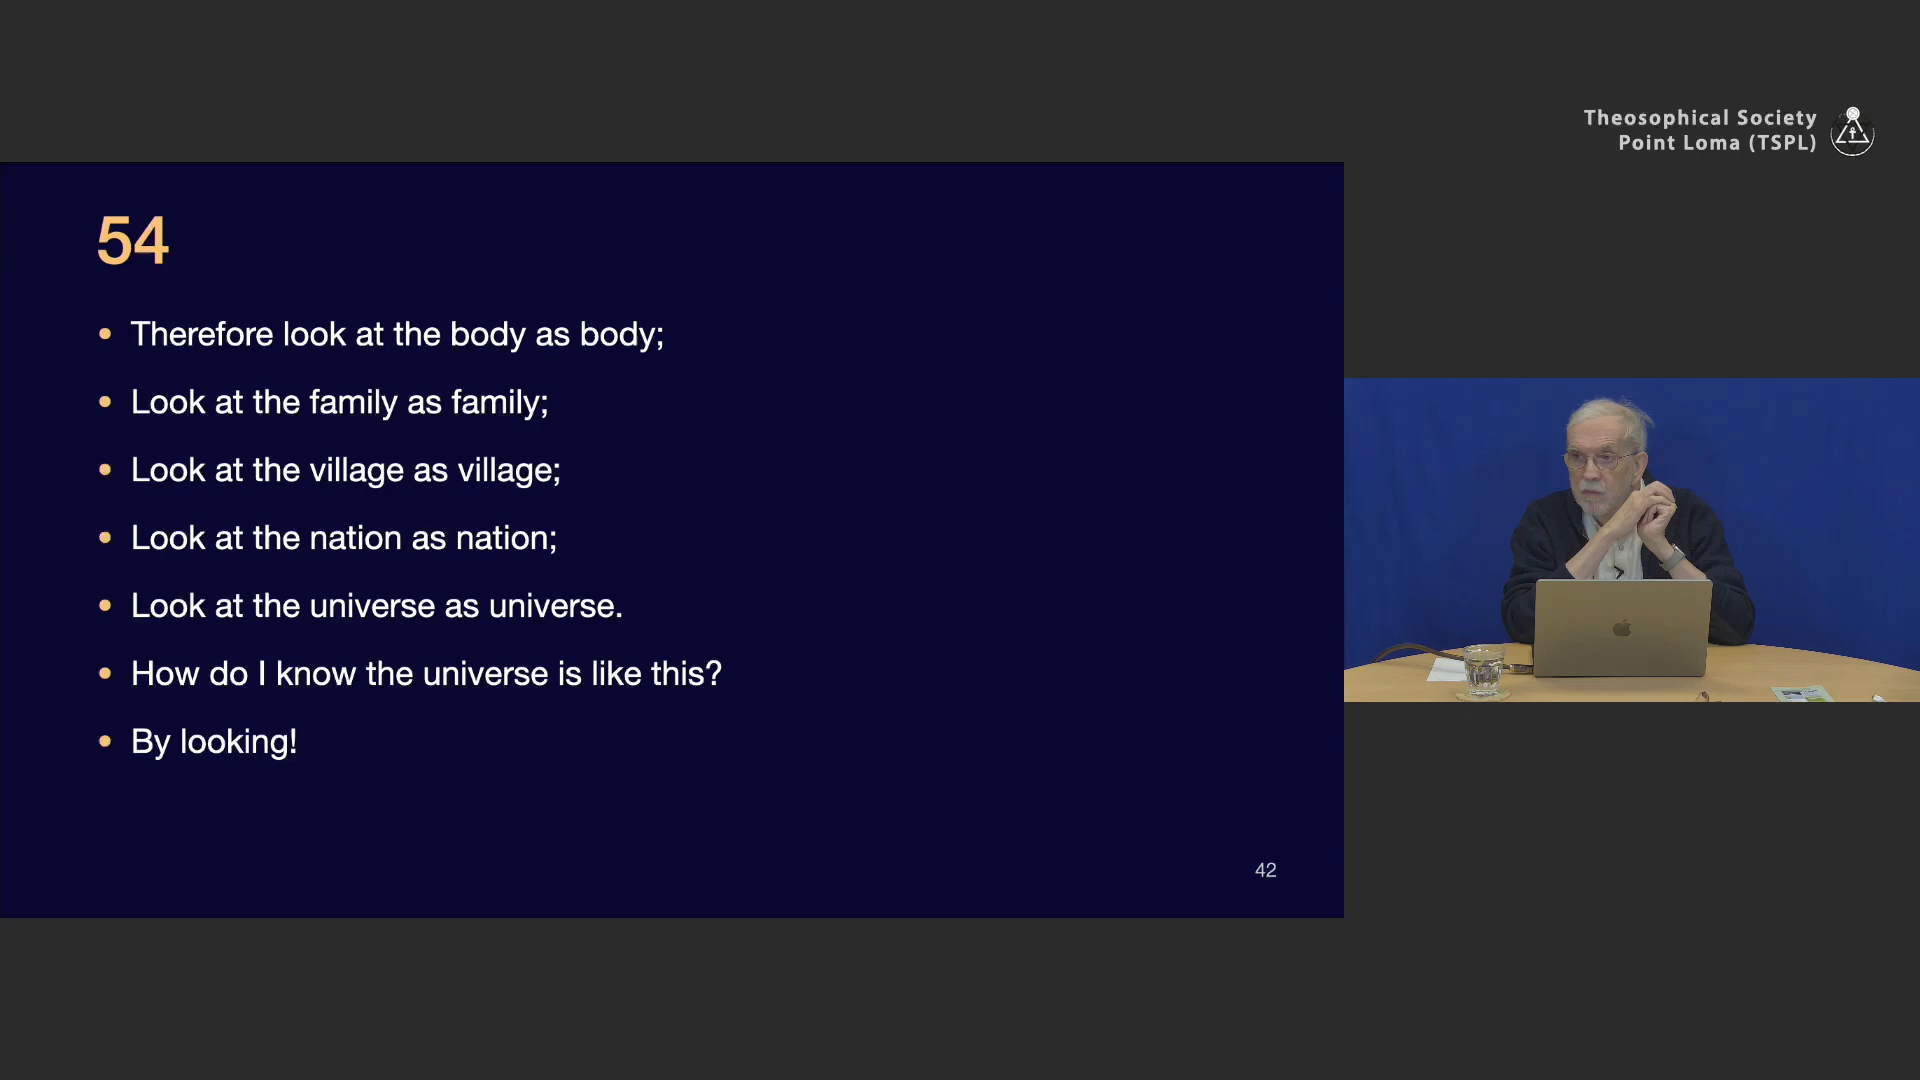 Theosophical Society
Point Loma (TSPL)
54
• Therefore look at the body as body;
• Look at the family as family;
• Look at the village as village;
• Look at the nation as nation;
• Look at the universe as universe.
• How do I know the universe is like this?
• By looking!
42